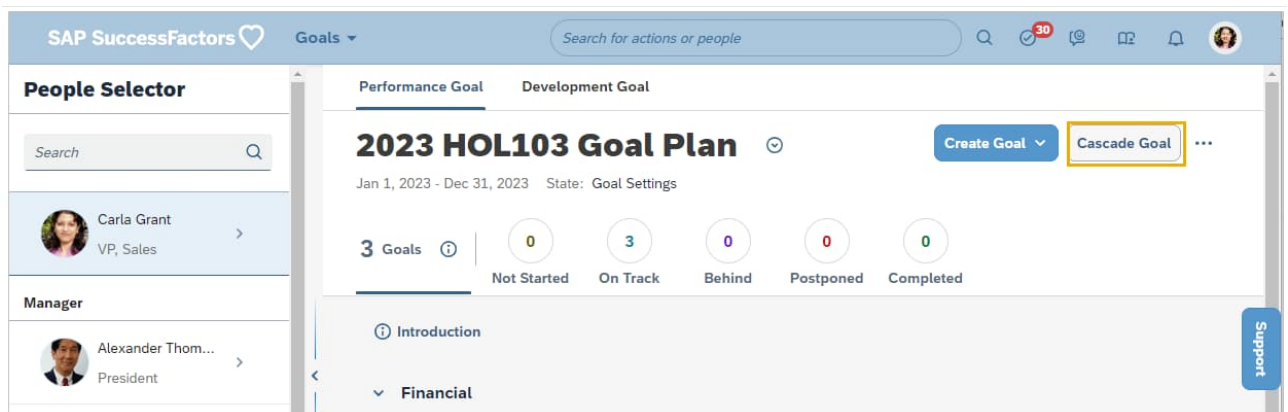 SAP SuccessFactors
Goals
Search for actions or people
30
People Selector
Search
Carla Grant
VP, Sales
Manager
Alexander Thom...
President
Performance Goal
Development Goal
2023 HOL103 Goal Plan
Create Goal
Cascade Goal
...
Jan 1, 2023 - Dec 31, 2023 State: Goal Settings
3 Goals
0
Not Started
3
On Track
0
Behind
0
Postponed
0
Completed
Introduction
Financial
Support